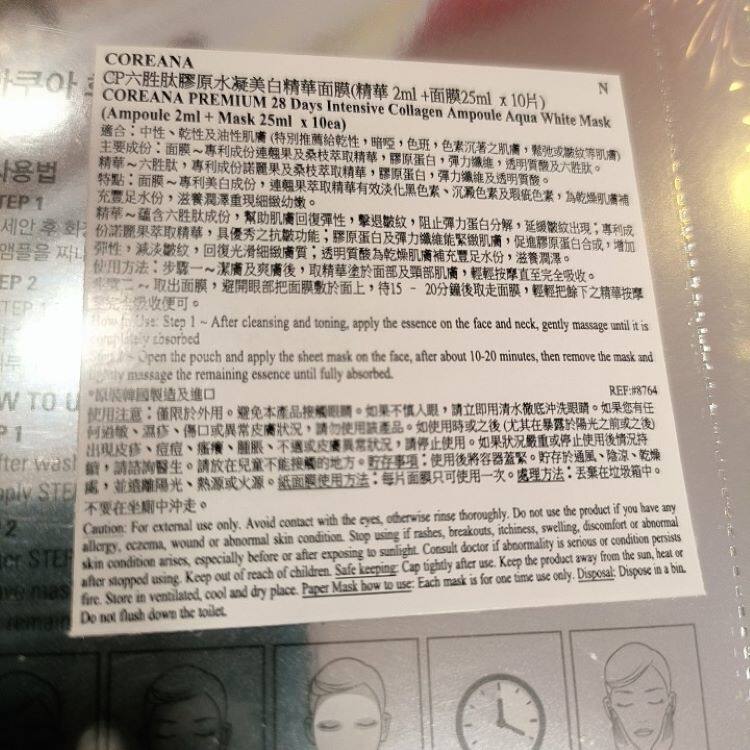 COREANA
N
CP六胜肽膠原水凝美白精華面膜(精華 2ml +面膜25ml x 10片)
COREANA PREMIUM 28 Days Intensive Collagen Ampoule Aqua White Mask
(Ampoule 2ml + Mask 25ml x 10ea)
適合：中性、乾性及油性肌膚 (特別推薦給乾性，暗啞，色斑，色素沉著之肌膚，鬆弛或皺紋等肌膚)
主要成份：面膜～專利成份連翹果及桑枝萃取精華，膠原蛋白，彈力纖維，透明質酸及六胜肽。
精華～六胜肽，專利成份諾麗果及萃取精華，膠原蛋白，彈力纖維及透明質酸。
特點：面膜～專利美白成份，連翹果萃取精華有效淡化黑色素、沉澱色素及瑕疵色素，為乾燥肌膚補
充豐足水份，滋養潤澤重現細緻幼嫩。
精華～蘊含六胜肽成份，幫助肌膚回復彈性，擊退皺紋，阻止彈力蛋白分解，延緩皺紋出現；專利成
份諾麗果萃取精華，具優秀之抗皺功能；膠原蛋白及彈力纖維能緊緻肌膚，促進膠原蛋白合成，增加
彈性，減淡皺紋，回復光滑細緻膚質；透明質酸為乾燥肌膚補充豐足水份，滋養潤澤。
使用方法：步驟一～潔膚及爽膚後，取精華塗於面部及頸部肌膚，輕輕按摩直至完全吸收。
步驟二～取出面膜，避開眼部把面膜敷於面上，待15 - 20分鐘後取走面膜，輕輕把餘下之精華按摩
至完全吸收便可。
How to Use: Step 1 ~ After cleansing and toning, apply the essence on the face and neck, gently massage until it is
completely absorbed
Step 2 ~ Open the pouch and apply the sheet mask on the face, after about 10-20 minutes, then remove the mask and
lightly massage the remaining essence until fully absorbed.
*原裝韓國製造及進口
REF:#8764
使用注意：僅限於外用。避免本產品接觸眼睛。如果不慎入眼，請立即用清水徹底沖洗眼睛。如果您有任
何過敏、濕疹、傷口或異常皮膚狀況，請勿使用該產品。如使用時或之後(尤其在暴露於陽光之前或之後)
出現皮疹、痘痘、瘙癢、腫脹、不適或皮膚異常狀況，請停止使用。如果狀況嚴重或停止使用後情況持
續，請諮詢醫生。請放在兒童不能接觸的地方。貯存事項：使用後將容器蓋緊。貯存於通風、陰涼、乾燥
處，並遠離陽光、熱源或火源。紙面膜使用方法：每片面膜只可使用一次。處理方法：丟棄在垃圾箱中。
不要在坐廁中沖走。
Caution: For external use only. Avoid contact with the eyes, otherwise rinse thoroughly. Do not use the product if you have any
allergy, eczema, wound or abnormal skin condition. Stop using if rashes, breakouts, itchiness, swelling, discomfort or abnormal
skin condition arises, especially before or after exposing to sunlight. Consult doctor if abnormality is serious or condition persists
after stopped using. Keep out of reach of children. Safe keeping: Cap tightly after use. Keep the product away from the sun, heat or
fire. Store in ventilated, cool and dry place. Paper Mask how to use: Each mask is for one time use only. Disposal: Dispose in a bin.
Do not flush down the toilet.
사용법
STEP 1
STEP 2